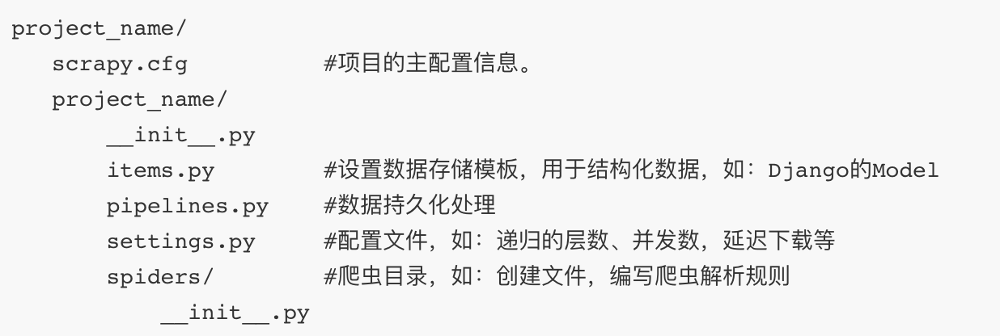 project_name/
scrapy.cfg #项目的主配置信息。
project_name/
__init__.py
items.py #设置数据存储模板，用于结构化数据，如：Django的Model
pipelines.py #数据持久化处理
settings.py #配置文件，如：递归的层数、并发数，延迟下载等
spiders/ #爬虫目录，如：创建文件，编写爬虫解析规则
__init__.py